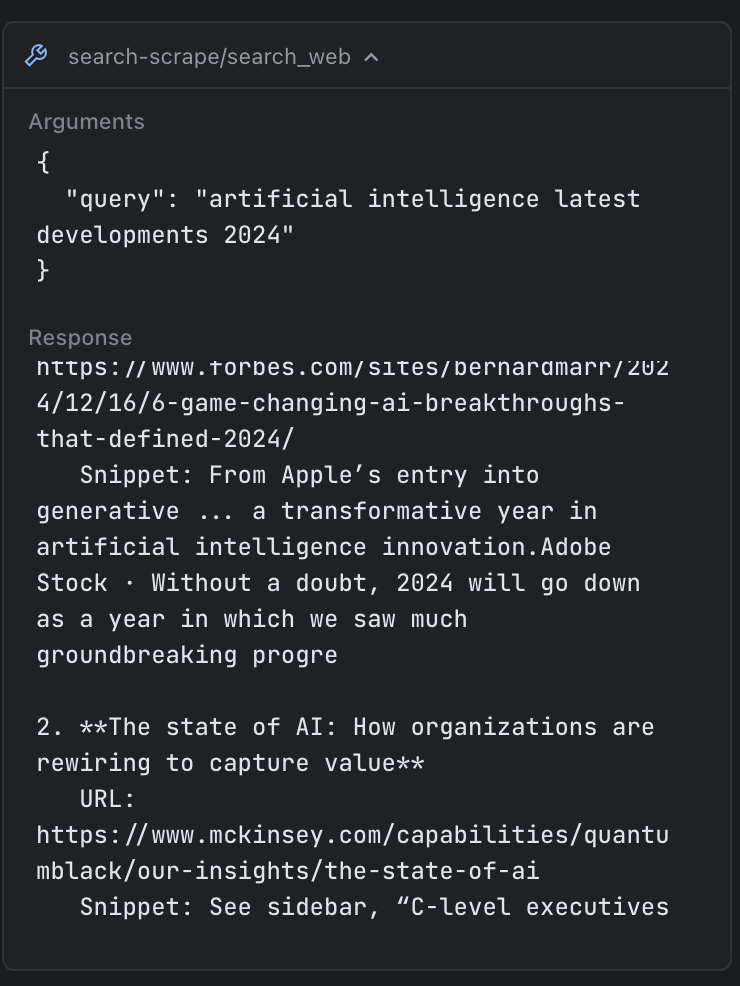 search-scrape/search_web
Arguments
{
"query": "artificial intelligence latest
developments 2024"
}
Response
https://www.forbes.com/sites/bernardmarr/202
4/12/16/6-game-changing-ai-breakthroughs-
that-defined-2024/
Snippet: From Apple’s entry into
generative ... a transformative year in
artificial intelligence innovation.Adobe
Stock · Without a doubt, 2024 will go down
as a year in which we saw much
groundbreaking progre
2. **The state of AI: How organizations are
rewiring to capture value**
URL:
https://www.mckinsey.com/capabilities/quantu
mblack/our-insights/the-state-of-ai
Snippet: See sidebar, “C-level executives